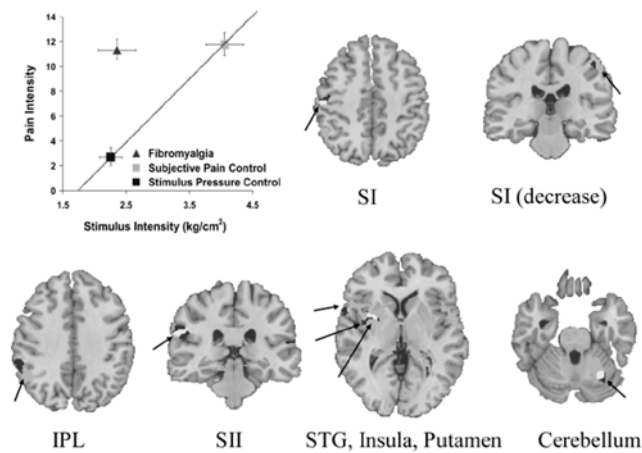 14
12
10
8
6
4
2
0
Pain Intensity
Fibromyalgia
Subjective Pain Control
Stimulus Pressure Control
1.5 2.5 3.5 4.5
Stimulus Intensity (kg/cm²)
SI
SI (decrease)
IPL
SII
STG, Insula, Putamen
Cerebellum